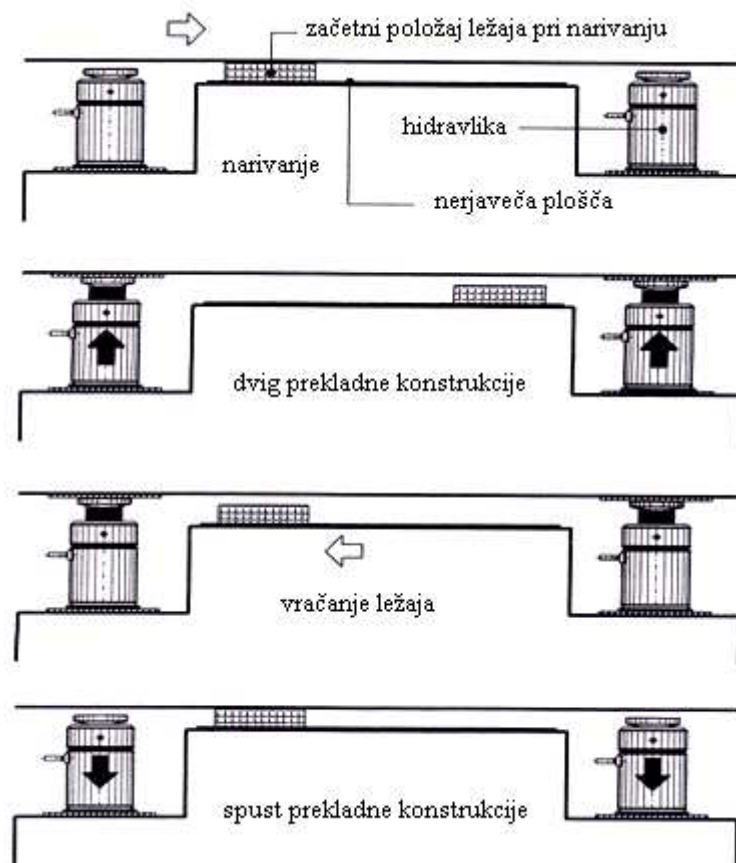 začetni položaj ležaja pri narivanju
hidravlika
narivanje
nerjaveča plošča
dvig prekladne konstrukcije
vračanje ležaja
spust prekladne konstrukcije